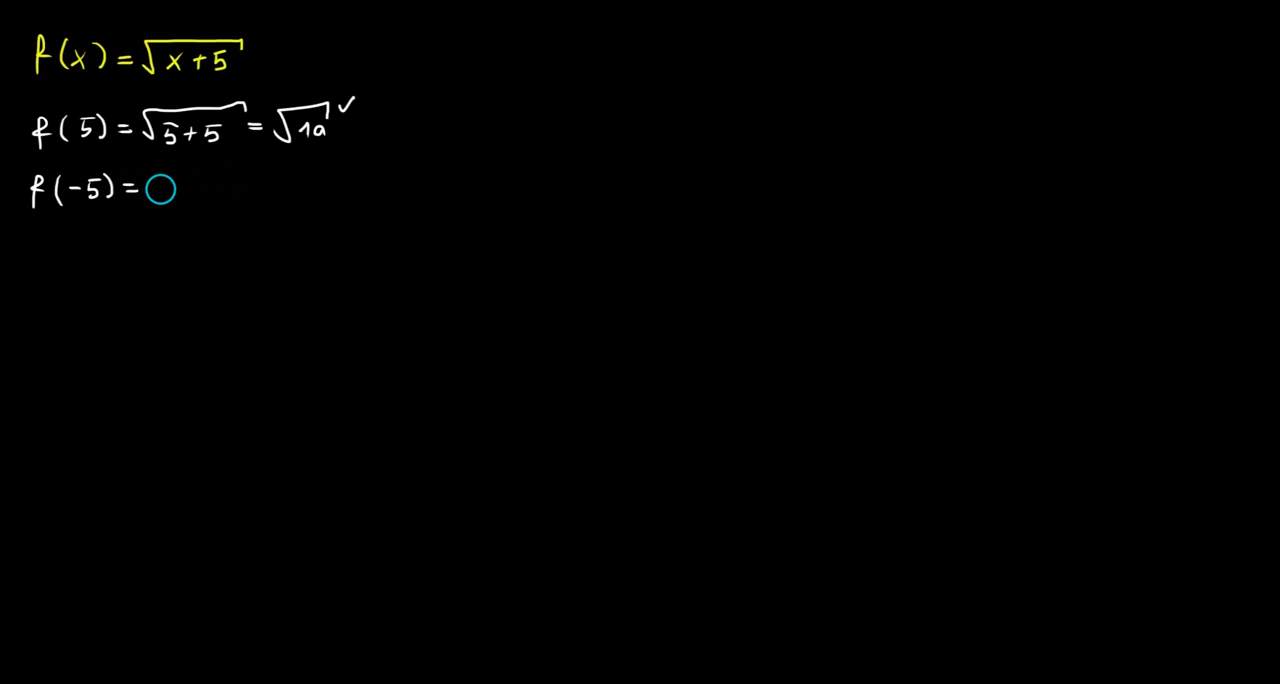 f(x) = √(x+5)
f(5) = √(5+5) = √10 ✓
f(-5) =